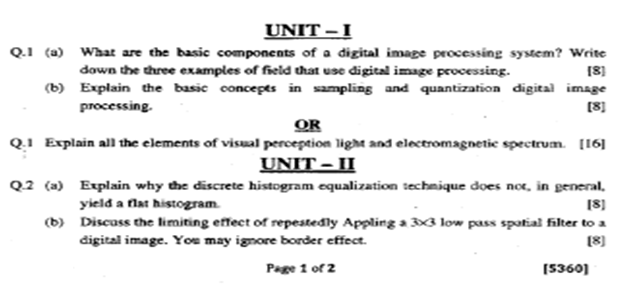 UNIT – I
Q.1 (a) What are the basic components of a digital image processing system? Write
down the three examples of field that use digital image processing. [8]
(b) Explain the basic concepts in sampling and quantization digital image
processing. [8]
OR
Q.1 Explain all the elements of visual perception light and electromagnetic spectrum. [16]
UNIT – II
Q.2 (a) Explain why the discrete histogram equalization technique does not, in general,
yield a flat histogram. [8]
(b) Discuss the limiting effect of repeatedly Appling a 3×3 low pass spatial filter to a
digital image. You may ignore border effect. [8]
Page 1 of 2 [5360]